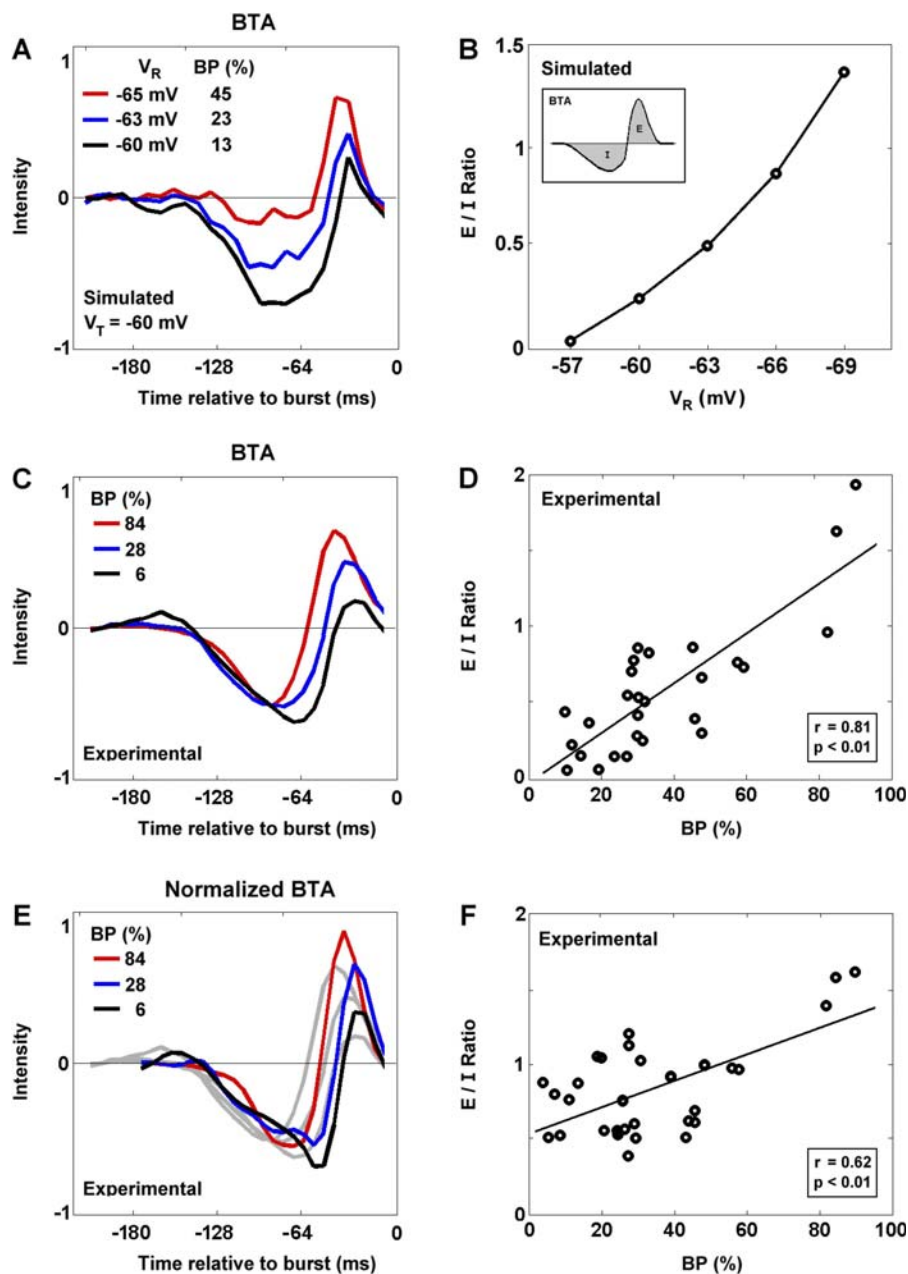 A
BTA
1
0
-1
Intensity
V_R BP (%)
-65 mV 45
-63 mV 23
-60 mV 13
Simulated
V_T = -60 mV
-180 -128 -64 0
Time relative to burst (ms)
B
Simulated
BTA
E
I
1.5
1
0.5
0
E / I Ratio
-57 -60 -63 -66 -69
V_R (mV)
C
BTA
1
0
-1
Intensity
BP (%)
84
28
6
Experimental
-180 -128 -64 0
Time relative to burst (ms)
D
Experimental
2
1
0
E / I Ratio
r = 0.81
p < 0.01
0 20 40 60 80 100
BP (%)
E
Normalized BTA
1
0
-1
Intensity
BP (%)
84
28
6
Experimental
-180 -128 -64 0
Time relative to burst (ms)
F
Experimental
2
1
0
E / I Ratio
r = 0.62
p < 0.01
0 20 40 60 80 100
BP (%)